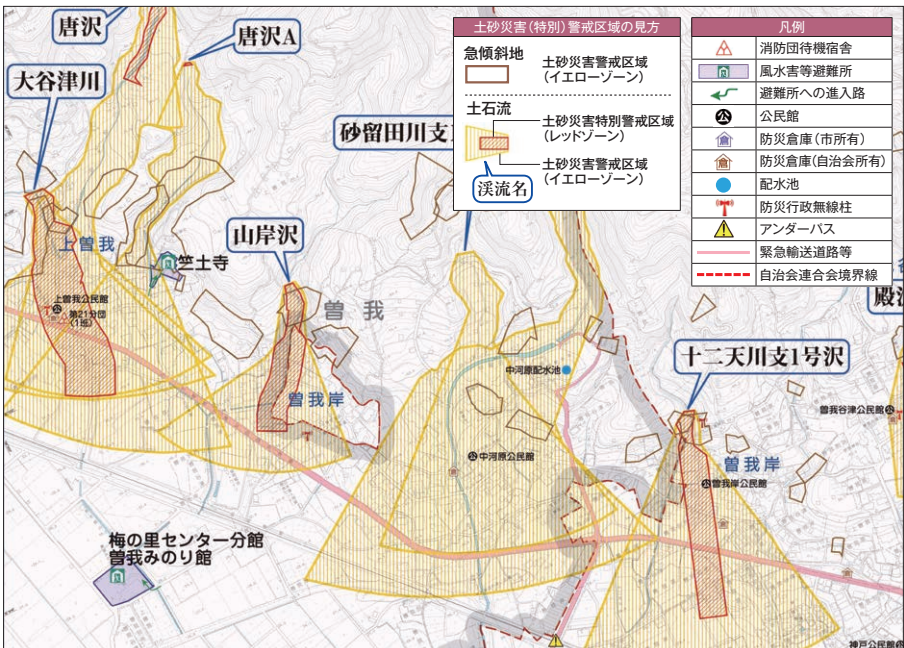 唐沢
唐沢A
大谷津川
砂留田川支
土砂災害(特別)警戒区域の見方
急傾斜地
土砂災害警戒区域
(イエローゾーン)
土石流
土砂災害特別警戒区域
(レッドゾーン)
土砂災害警戒区域
(イエローゾーン)
渓流名
凡例
消防団待機宿舎
風水害等避難所
避難所への進入路
公 公民館
倉 防災倉庫(市所有)
倉 防災倉庫(自治会所有)
配水池
防災行政無線柱
アンダーパス
緊急輸送道路等
自治会連合会境界線
上曽我
竺土寺
山岸沢
曽我
上曽我公民館
第21分団
(1班)
殿沢
中河原配水池
十二天川支1号沢
曽我岸
曽我谷津公民館
中河原公民館
曽我岸
曽我岸公民館
梅の里センター分館
曽我みのり館
神戸公民館